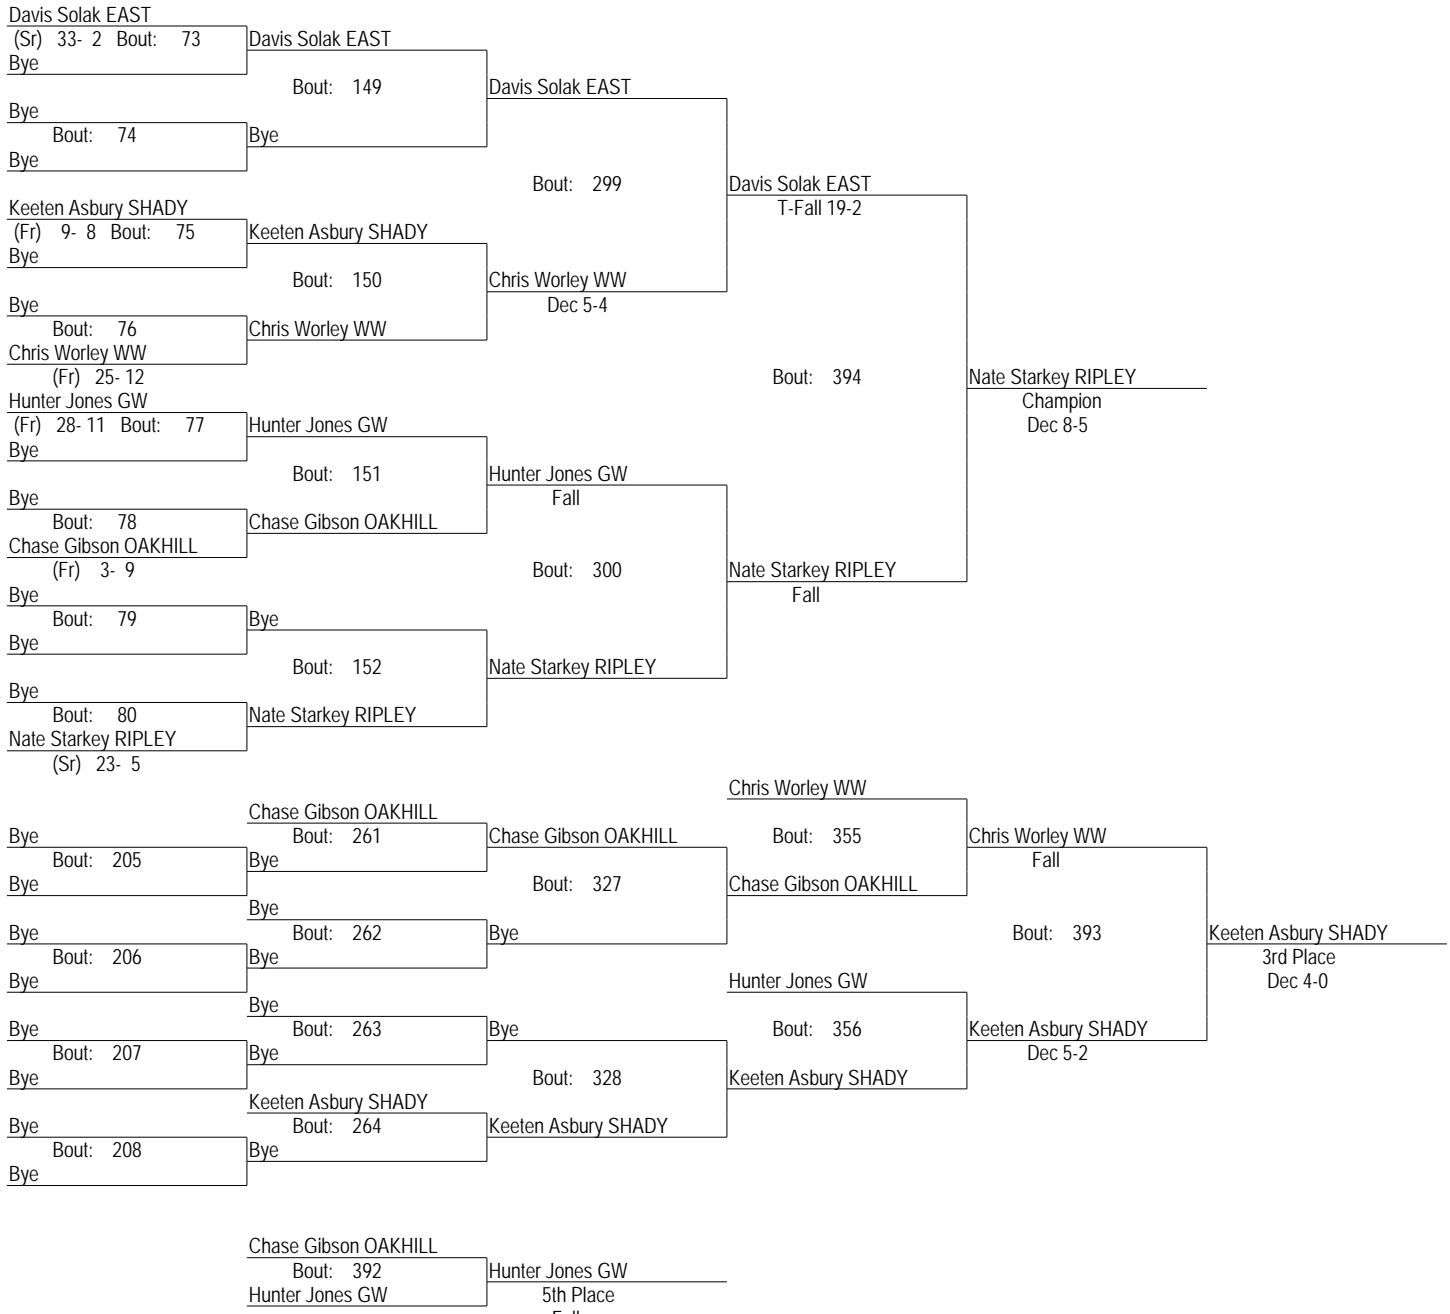 Davis Solak EAST
(Sr) 33- 2 Bout: 73 Davis Solak EAST
Bye
Bout: 149 Davis Solak EAST
Bye
Bout: 74 Bye
Bye
Bout: 299 Davis Solak EAST
Keeten Asbury SHADY T-Fall 19-2
(Fr) 9- 8 Bout: 75 Keeten Asbury SHADY
Bye
Bout: 150 Chris Worley WW
Bye Dec 5-4
Bout: 76 Chris Worley WW
Chris Worley WW
(Fr) 25- 12 Bout: 394 Nate Starkey RIPLEY
Hunter Jones GW Champion
(Fr) 28- 11 Bout: 77 Hunter Jones GW Dec 8-5
Bye
Bout: 151 Hunter Jones GW
Bye Fall
Bout: 78 Chase Gibson OAKHILL
Chase Gibson OAKHILL
(Fr) 3- 9 Bout: 300 Nate Starkey RIPLEY
Bye Fall
Bout: 79 Bye
Bye
Bout: 152 Nate Starkey RIPLEY
Bye
Bout: 80 Nate Starkey RIPLEY
Nate Starkey RIPLEY
(Sr) 23- 5
Chris Worley WW
Chase Gibson OAKHILL
Bye Bout: 261 Chase Gibson OAKHILL Bout: 355 Chris Worley WW
Bout: 205 Bye Fall
Bye Bout: 327 Chase Gibson OAKHILL
Bye
Bye Bout: 262 Bye Bout: 393 Keeten Asbury SHADY
Bout: 206 Bye 3rd Place
Bye Hunter Jones GW Dec 4-0
Bye
Bye Bout: 263 Bye Bout: 356 Keeten Asbury SHADY
Bout: 207 Bye Dec 5-2
Bye Bout: 328 Keeten Asbury SHADY
Keeten Asbury SHADY
Bye Bout: 264 Keeten Asbury SHADY
Bout: 208 Bye
Bye
Chase Gibson OAKHILL
Bout: 392 Hunter Jones GW
Hunter Jones GW 5th Place